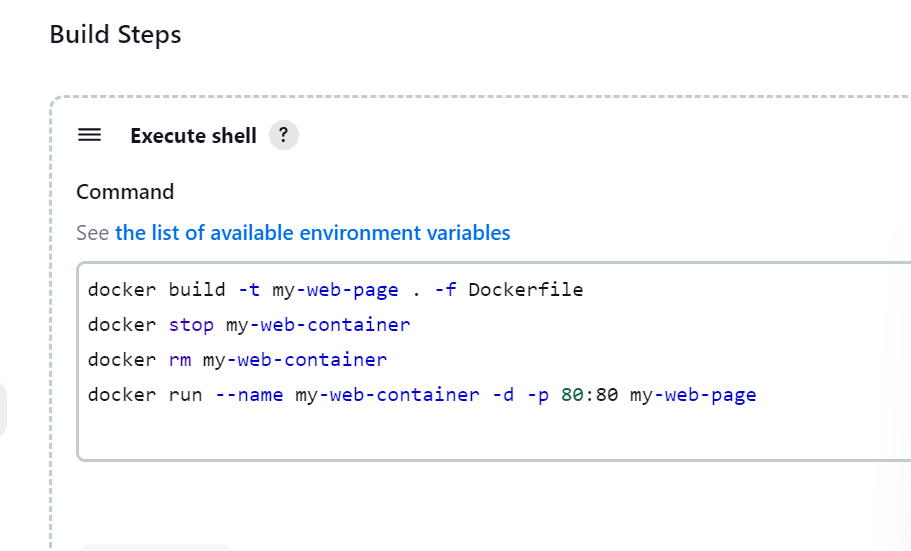 Build Steps
Execute shell ?
Command
See the list of available environment variables
docker build -t my-web-page . -f Dockerfile
docker stop my-web-container
docker rm my-web-container
docker run --name my-web-container -d -p 80:80 my-web-page